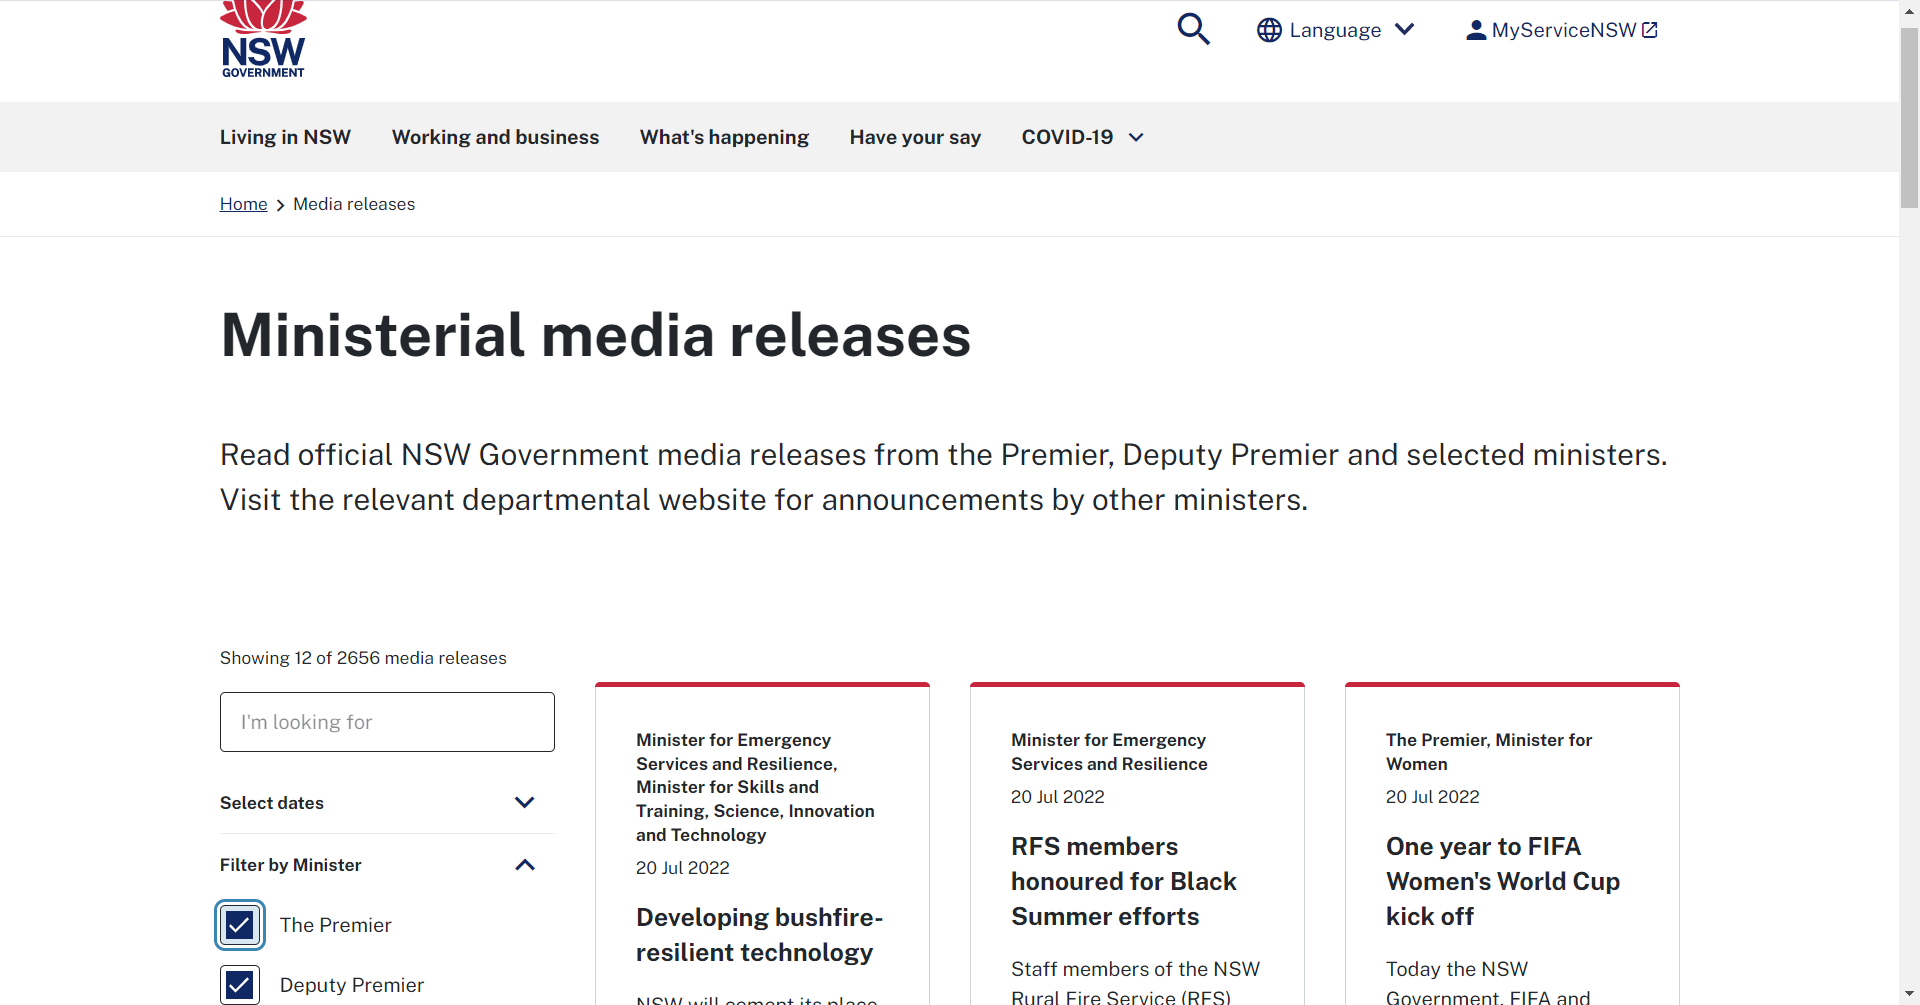 NSW
GOVERNMENT
Language
MyServiceNSW
Living in NSW
Working and business
What's happening
Have your say
COVID-19
Home
Media releases
Ministerial media releases
Read official NSW Government media releases from the Premier, Deputy Premier and selected ministers.
Visit the relevant departmental website for announcements by other ministers.
Showing 12 of 2656 media releases
I'm looking for
Select dates
Filter by Minister
The Premier
Deputy Premier
Minister for Emergency
Services and Resilience,
Minister for Skills and
Training, Science, Innovation
and Technology
20 Jul 2022
Developing bushfire-
resilient technology
NSW will cement its place
Minister for Emergency
Services and Resilience
20 Jul 2022
RFS members
honoured for Black
Summer efforts
Staff members of the NSW
Rural Fire Service (RFS)
The Premier, Minister for
Women
20 Jul 2022
One year to FIFA
Women's World Cup
kick off
Today the NSW
Government, FIFA and